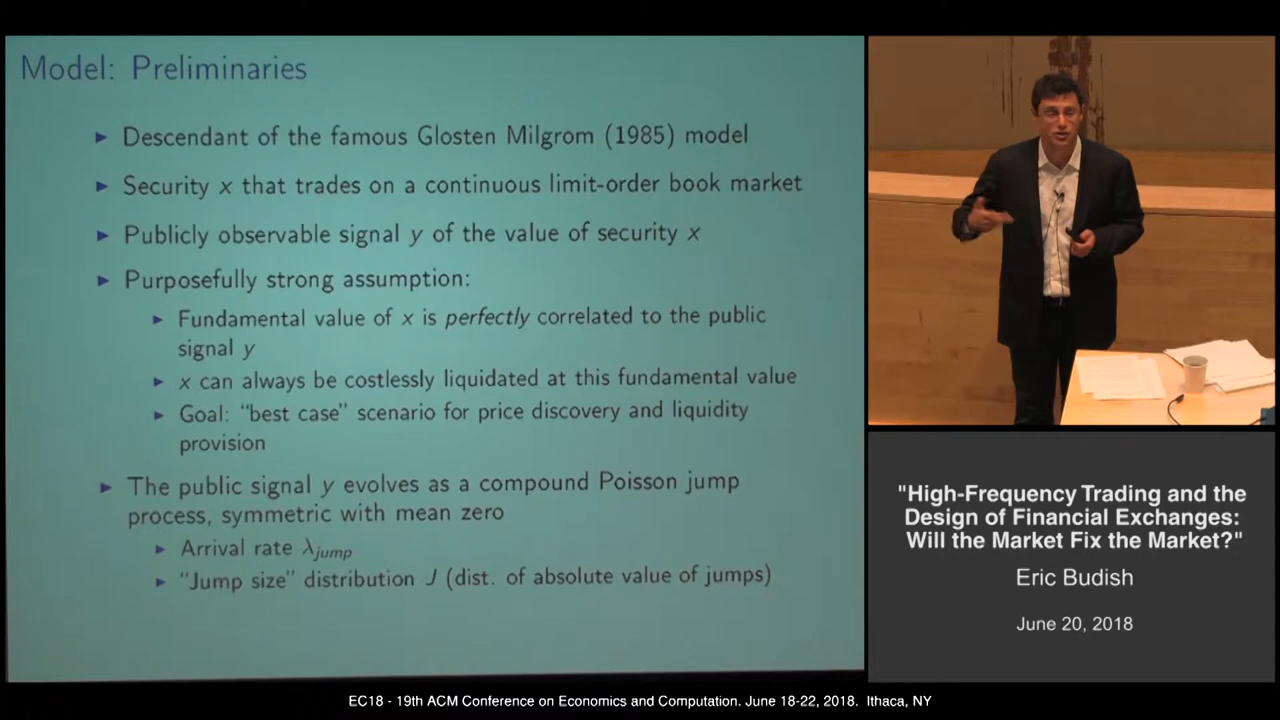 Model: Preliminaries
► Descendant of the famous Glosten Milgrom (1985) model
► Security x that trades on a continuous limit-order book market
► Publicly observable signal y of the value of security x
► Purposefully strong assumption:
► Fundamental value of x is perfectly correlated to the public
signal y
► x can always be costlessly liquidated at this fundamental value
► Goal: “best case” scenario for price discovery and liquidity
provision
► The public signal y evolves as a compound Poisson jump
process, symmetric with mean zero
► Arrival rate λjump
► “Jump size” distribution J (dist. of absolute value of jumps)
"High-Frequency Trading and the
Design of Financial Exchanges:
Will the Market Fix the Market?"
Eric Budish
June 20, 2018
EC18 - 19th ACM Conference on Economics and Computation. June 18-22, 2018. Ithaca, NY